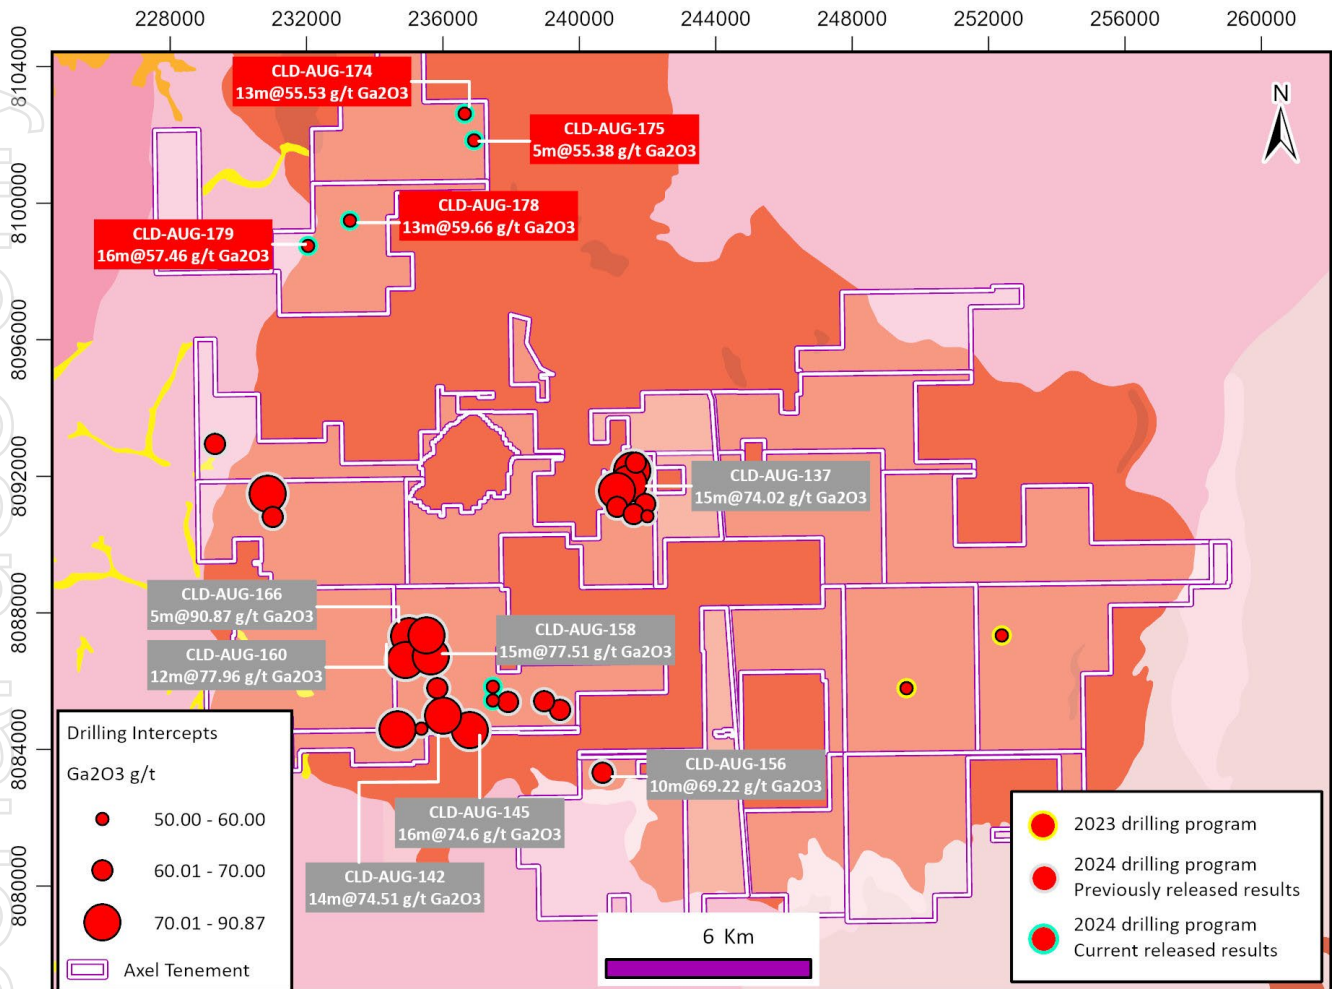 228000 232000 236000 240000 244000 248000 252000 256000 260000
8104000
8100000
8096000
8092000
8088000
8084000
8080000
N
CLD-AUG-174
13m@55.53 g/t Ga2O3
CLD-AUG-175
5m@55.38 g/t Ga2O3
CLD-AUG-178
13m@59.66 g/t Ga2O3
CLD-AUG-179
16m@57.46 g/t Ga2O3
CLD-AUG-137
15m@74.02 g/t Ga2O3
CLD-AUG-166
5m@90.87 g/t Ga2O3
CLD-AUG-158
15m@77.51 g/t Ga2O3
CLD-AUG-160
12m@77.96 g/t Ga2O3
CLD-AUG-156
10m@69.22 g/t Ga2O3
CLD-AUG-145
16m@74.6 g/t Ga2O3
CLD-AUG-142
14m@74.51 g/t Ga2O3
Drilling Intercepts
Ga2O3 g/t
50.00 - 60.00
60.01 - 70.00
70.01 - 90.87
Axel Tenement
6 Km
2023 drilling program
2024 drilling program
Previously released results
2024 drilling program
Current released results